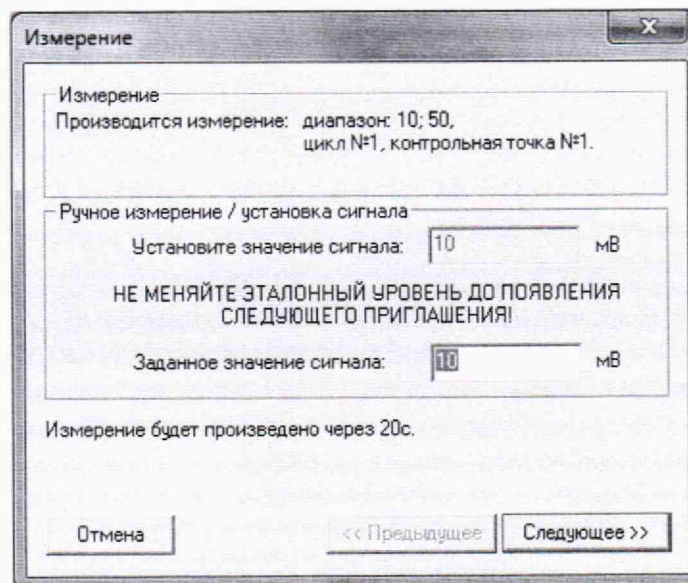 Измерение
Измерение
Производится измерение: диапазон: 10; 50,
цикл №1, контрольная точка №1.
Ручное измерение / установка сигнала
Установите значение сигнала: 10 мВ
НЕ МЕНЯЙТЕ ЭТАЛОННЫЙ УРОВЕНЬ ДО ПОЯВЛЕНИЯ
СЛЕДУЮЩЕГО ПРИГЛАШЕНИЯ!
Заданное значение сигнала: 10 мВ
Измерение будет произведено через 20с.
Отмена << Предыдущее Следующее >>